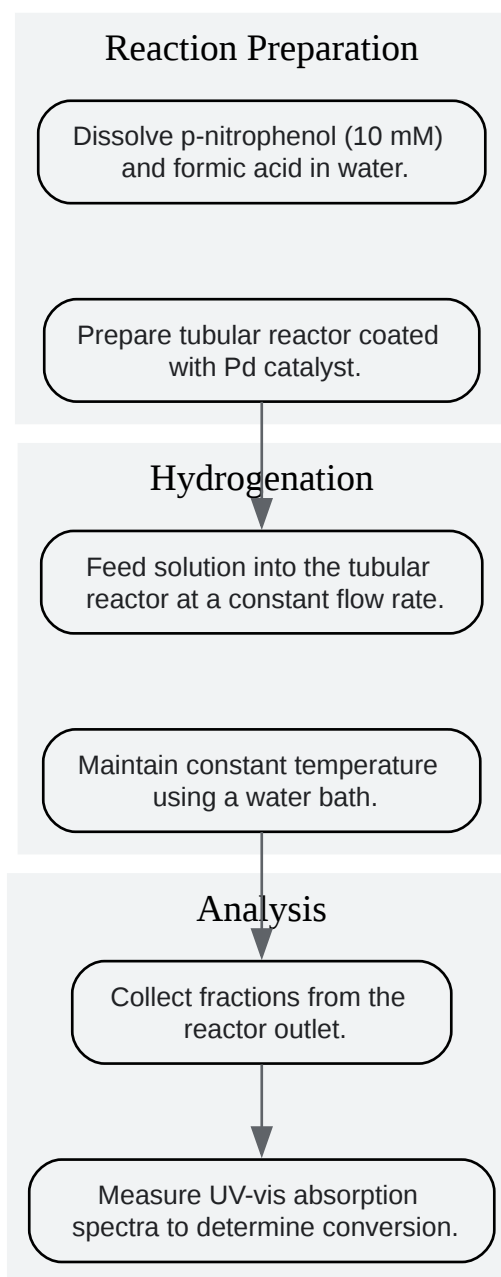 Reaction Preparation
Dissolve p-nitrophenol (10 mM)
and formic acid in water.
Prepare tubular reactor coated
with Pd catalyst.
Hydrogenation
Feed solution into the tubular
reactor at a constant flow rate.
Maintain constant temperature
using a water bath.
Analysis
Collect fractions from the
reactor outlet.
Measure UV-vis absorption
spectra to determine conversion.